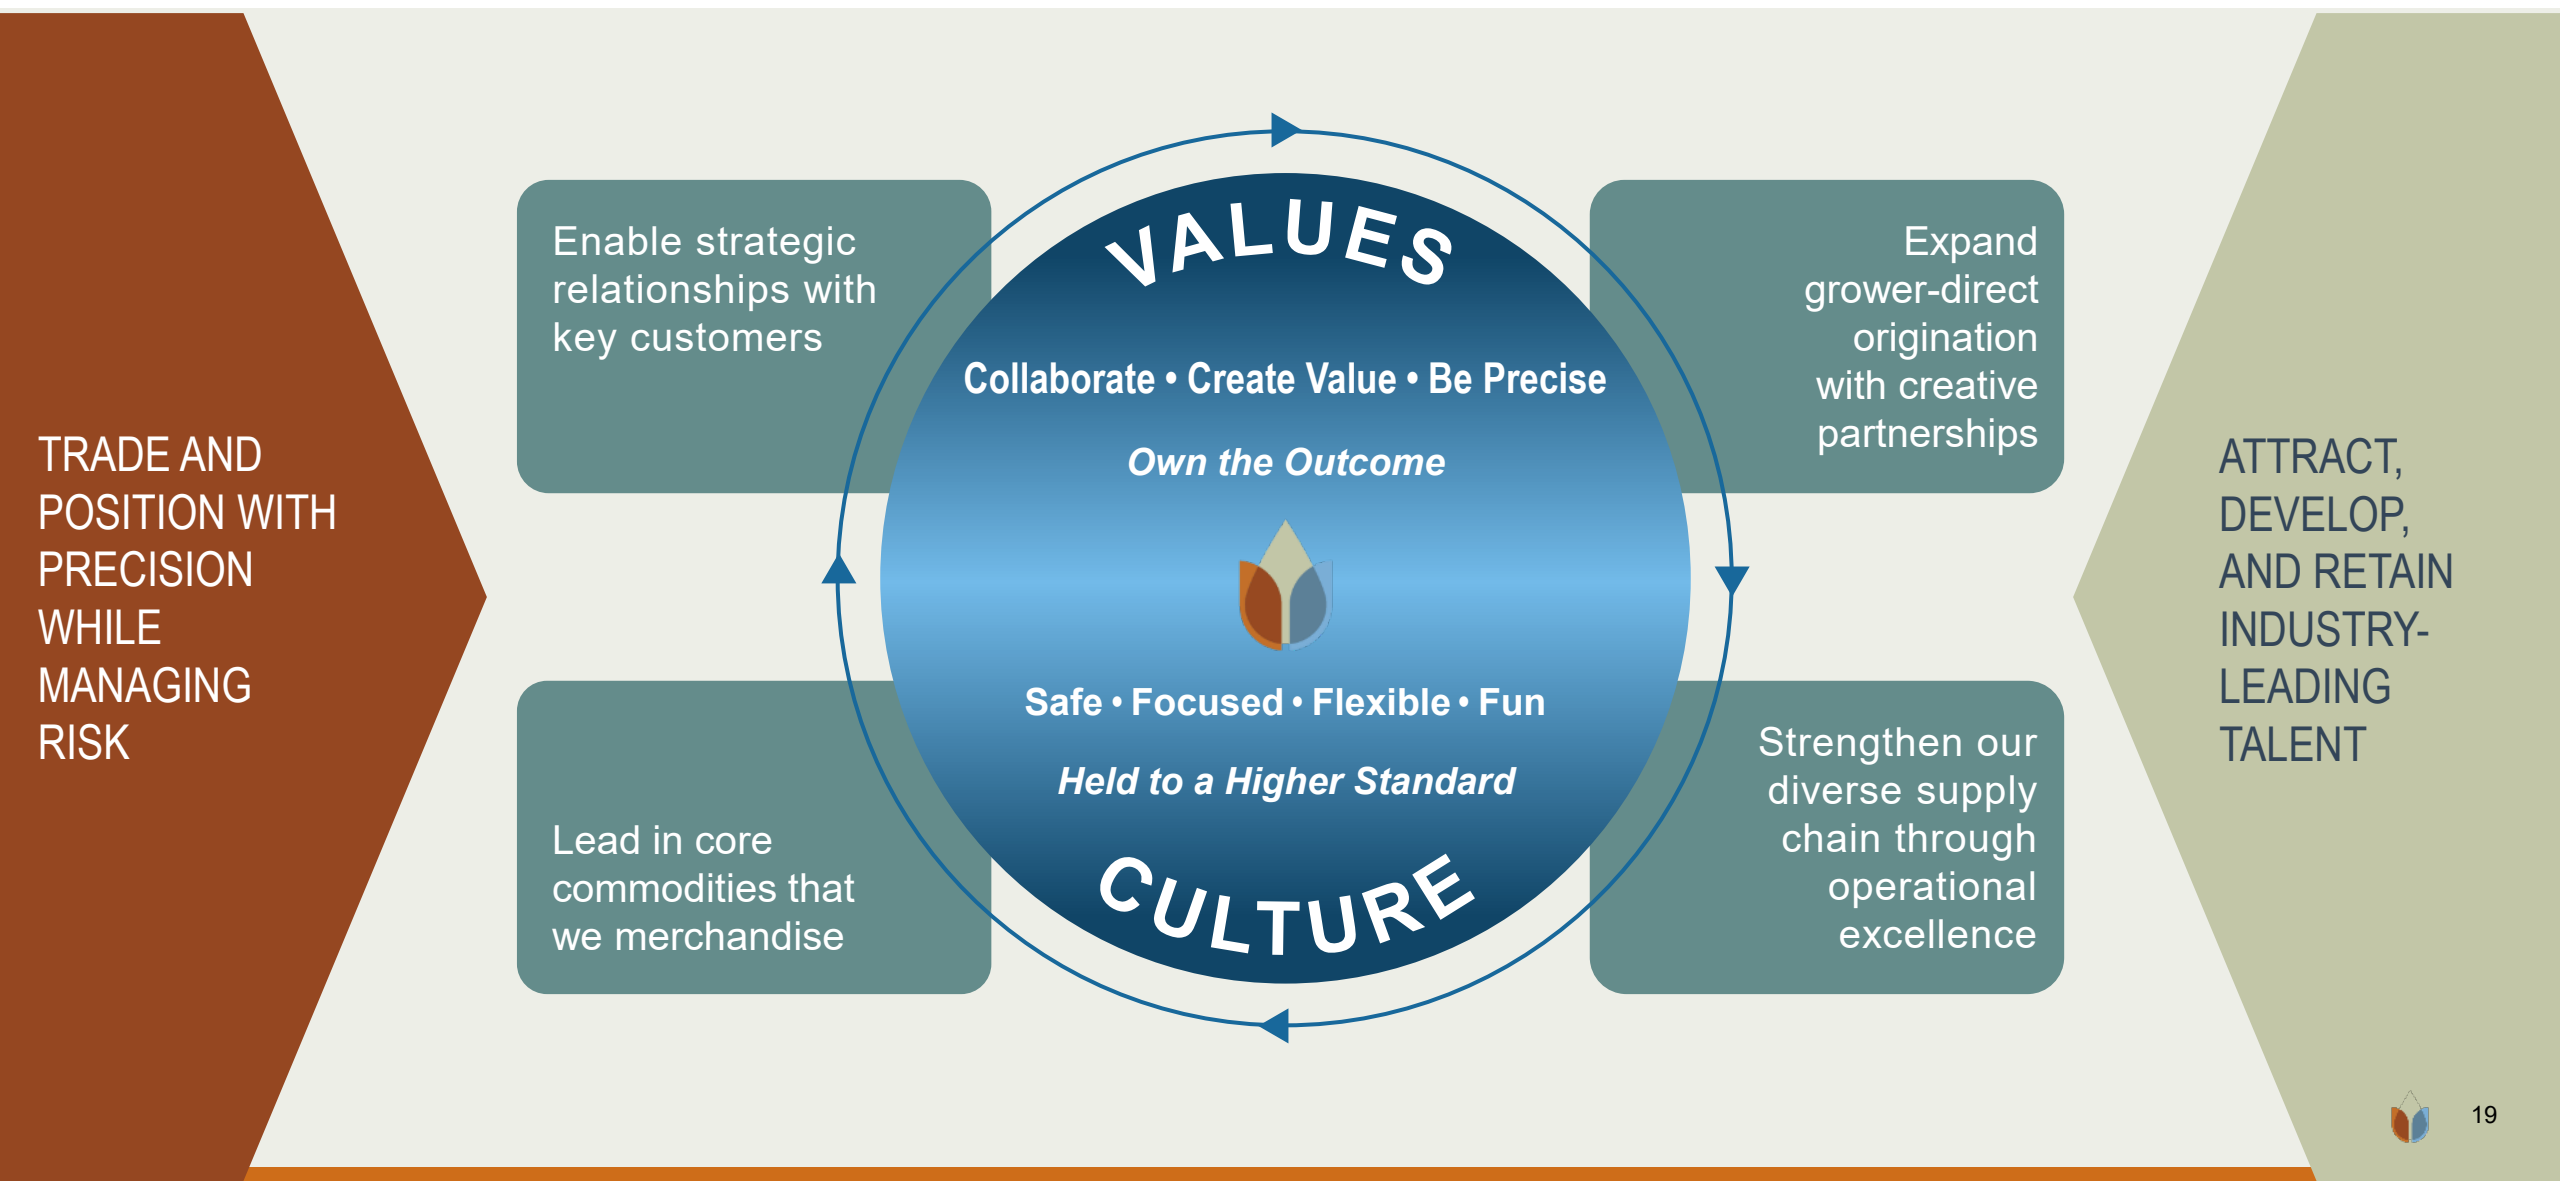 TRADE AND
POSITION WITH
PRECISION
WHILE
MANAGING
RISK
Enable strategic
relationships with
key customers
Lead in core
commodities that
we merchandise
VALUES
Collaborate • Create Value • Be Precise
Own the Outcome
Safe • Focused • Flexible • Fun
Held to a Higher Standard
CULTURE
Expand
grower-direct
origination
with creative
partnerships
Strengthen our
diverse supply
chain through
operational
excellence
ATTRACT,
DEVELOP,
AND RETAIN
INDUSTRY-
LEADING
TALENT
19